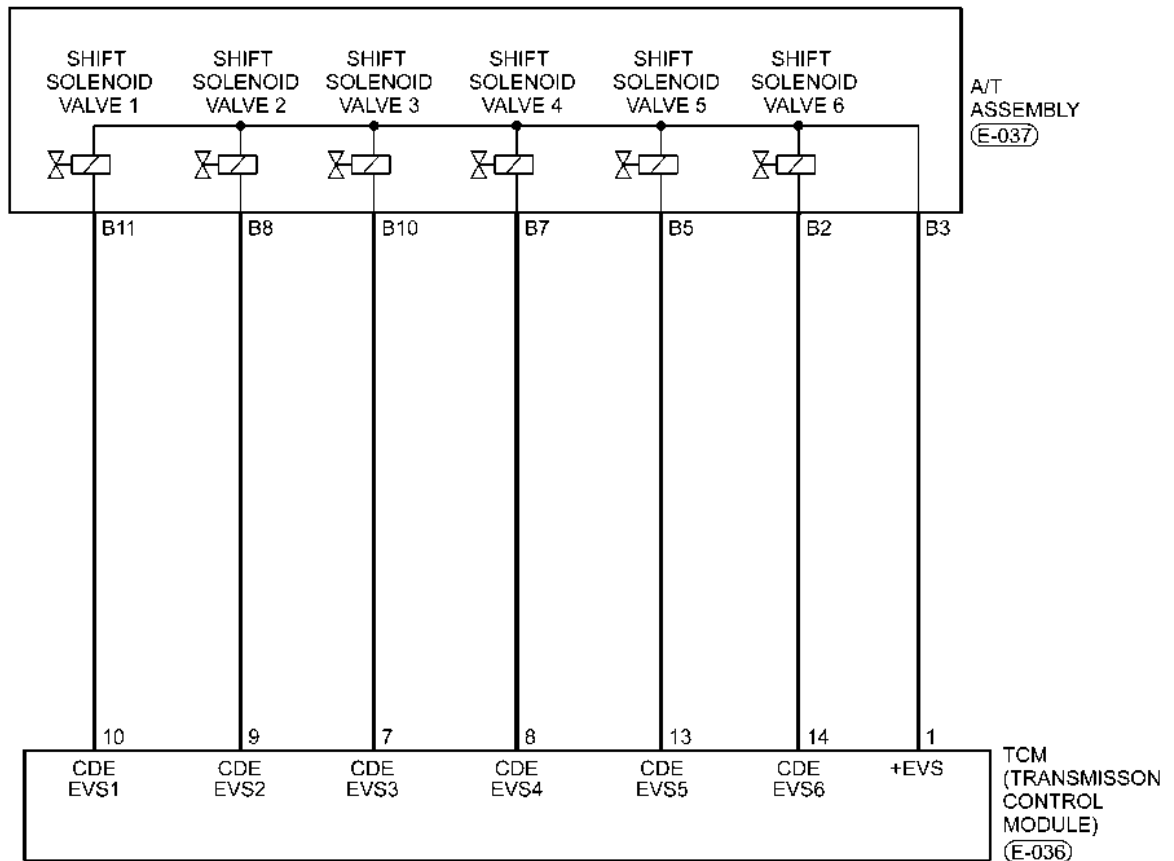 SHIFT SOLENOID VALVE 1
SHIFT SOLENOID VALVE 2
SHIFT SOLENOID VALVE 3
SHIFT SOLENOID VALVE 4
SHIFT SOLENOID VALVE 5
SHIFT SOLENOID VALVE 6
A/T
ASSEMBLY
E-037
B11 B8 B10 B7 B5 B2 B3
10 9 7 8 13 14 1
CDE EVS1
CDE EVS2
CDE EVS3
CDE EVS4
CDE EVS5
CDE EVS6
+EVS
TCM
(TRANSMISSON
CONTROL
MODULE)
E-036